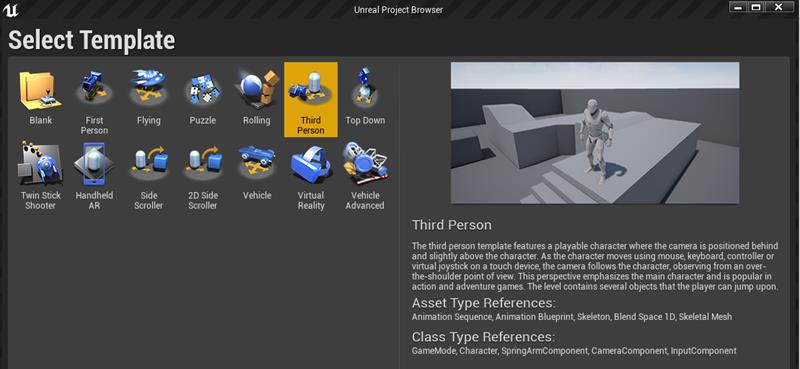 Unreal Project Browser
Select Template
Blank
First
Person
Flying
Puzzle
Rolling
Third
Person
Top Down
Twin Stick
Shooter
Handheld
AR
Side
Scroller
2D Side
Scroller
Vehicle
Virtual
Reality
Vehicle
Advanced
Third Person
The third person template features a playable character where the camera is positioned behind
and slightly above the character. As the character moves using mouse, keyboard, controller or
virtual joystick on a touch device, the camera follows the character, observing from an over-
the-shoulder point of view. This perspective emphasizes the main character and is popular in
action and adventure games. The level contains several objects that the player can jump upon.
Asset Type References:
Animation Sequence, Animation Blueprint, Skeleton, Blend Space 1D, Skeletal Mesh
Class Type References:
GameMode, Character, SpringArmComponent, CameraComponent, InputComponent